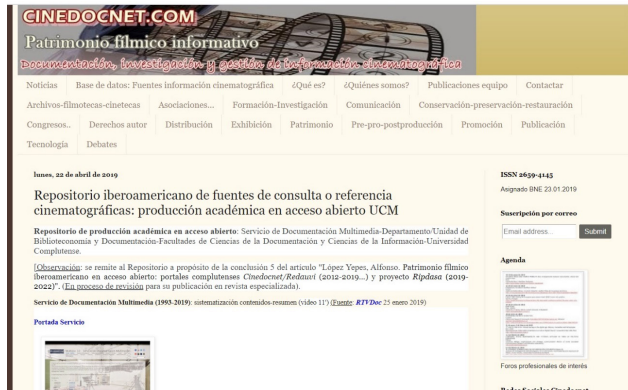 CINEDOCNET.COM
Patrimonio fílmico informativo
Documentación, investigación y gestión de información cinematográfica
Noticias Base de datos: Fuentes información cinematográfica ¿Qué es? ¿Quiénes somos? Publicaciones equipo Contactar
Archivos-filmotecas-cinetecas Asociaciones... Formación-Investigación Comunicación Conservación-preservación-restauración
Congresos.. Derechos autor Distribución Exhibición Patrimonio Pre-pro-postproducción Promoción Publicación
Tecnología Debates
lunes, 22 de abril de 2019
Repositorio iberoamericano de fuentes de consulta o referencia
cinematográficas: producción académica en acceso abierto UCM
Repositorio de producción académica en acceso abierto: Servicio de Documentación Multimedia-Departamento/Unidad de
Biblioteconomia y Documentación-Facultades de Ciencias de la Documentación y Ciencias de la Información-Universidad
Complutense.
[Observación: se remite al Repositorio a propósito de la conclusión 5 del artículo "López Yepes, Alfonso. Patrimonio fílmico
iberoamericano en acceso abierto: portales complutenses Cinedocnet/Redauvi (2012-2019...) y proyecto Ripdasa (2019-
2022)". (En proceso de revisión para su publicación en revista especializada).
Servicio de Documentación Multimedia (1993-2019): sistematización contenidos-resumen (vídeo 11') (Fuente: RTVDoc 25 enero 2019)
Portada Servicio
ISSN 2659-4145
Asignado BNE 23.01.2019
Suscripción por correo
Email address... Submit
Agenda
Foros profesionales de interés
Redes Sociales Cinedocnet